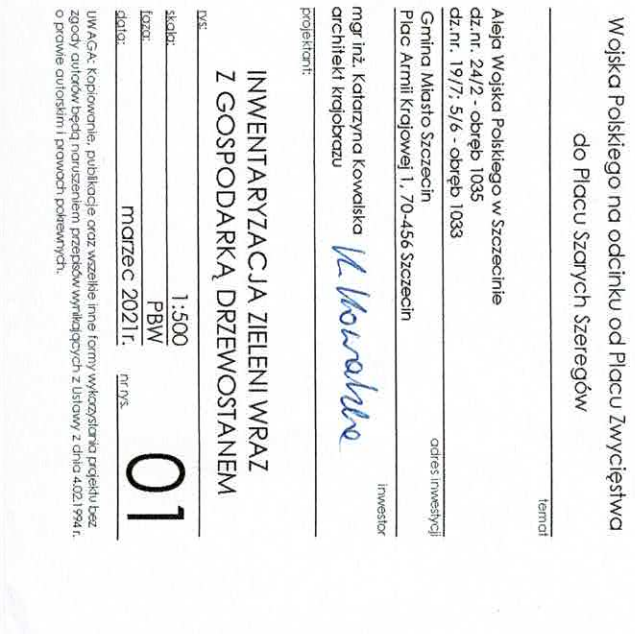 Wojska Polskiego na odcinku od Placu Zwycięstwa
do Placu Szarych Szeregów
temat
Aleja Wojska Polskiego w Szczecinie
dz.nr. 24/2 - obręb 1035
dz.nr. 19/7; 5/6 - obręb 1033
adres inwestycji
Gmina Miasto Szczecin
Plac Armii Krajowej 1, 70-456 Szczecin
inwestor
mgr inż. Katarzyna Kowalska
architekt krajobrazu
K. Kowalska
projektant:
INWENTARYZACJA ZIELENI WRAZ
Z GOSPODARKĄ DRZEWOSTANEM
rys:
skala: 1:500
faza: PBW
data: marzec 2021r. nr rys. 01
UWAGA: Kopiowanie, publikacje oraz wszelkie inne formy wykorzystania projektu bez
zgody autorów będą naruszeniem przepisów wynikających z Ustawy z dnia 4.02.1994 r.
o prawie autorskim i prawach pokrewnych.